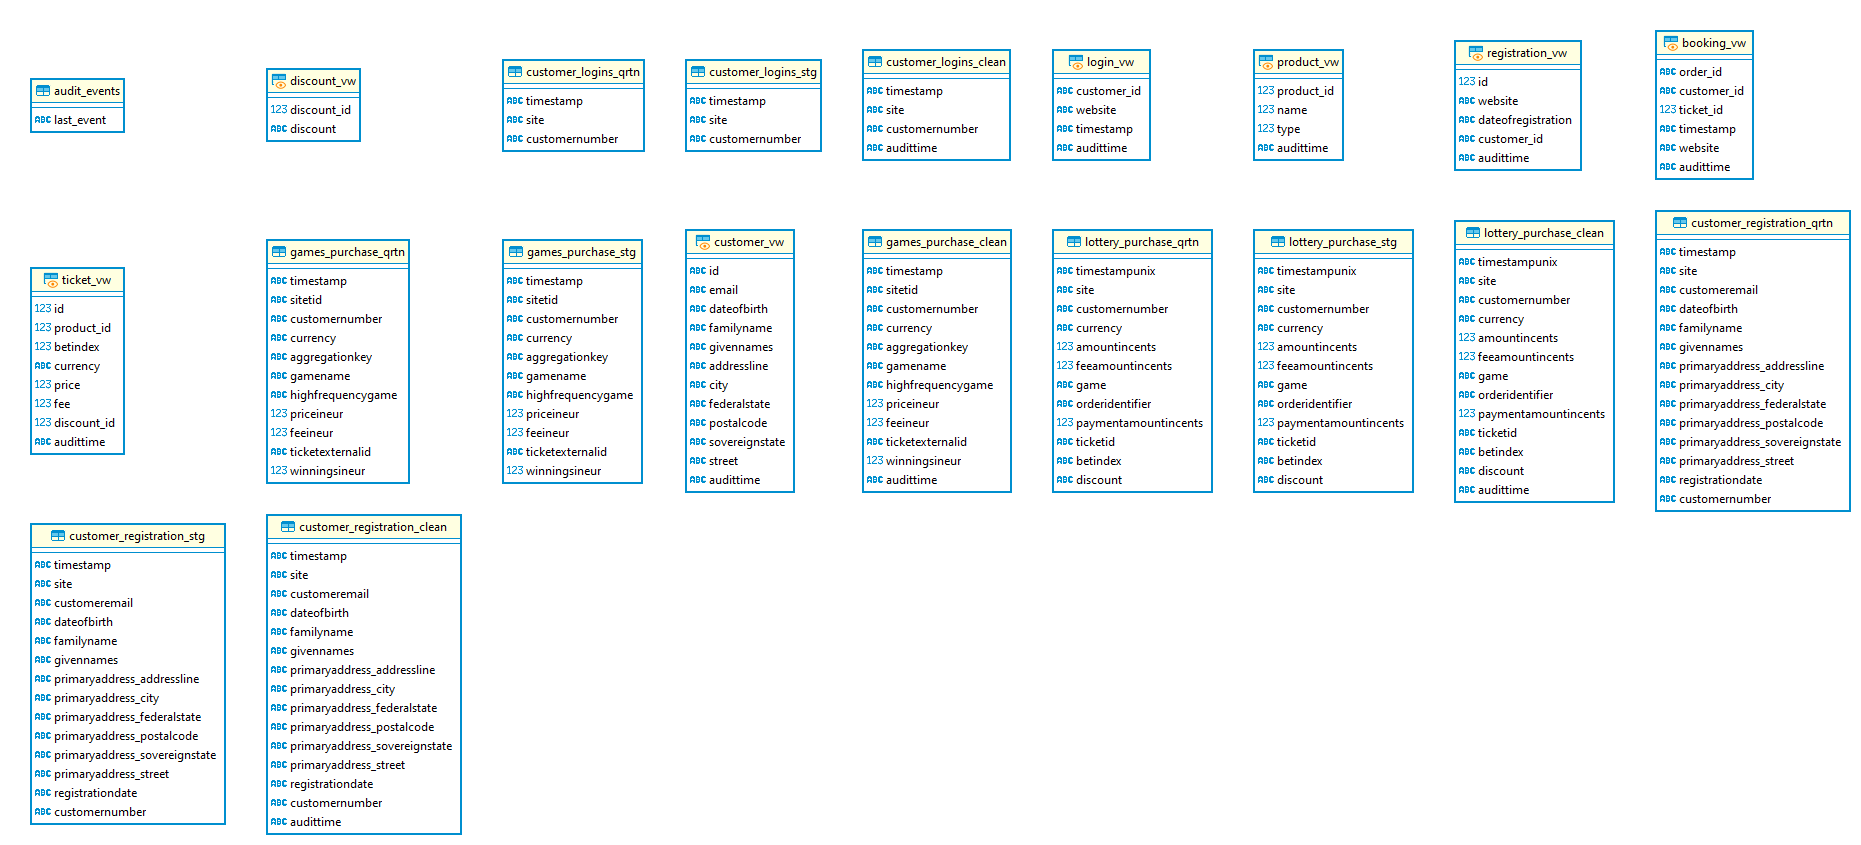 audit_events
ABC last_event
discount_vw
123 discount_id
ABC discount
customer_logins_qrtn
ABC timestamp
ABC site
ABC customernumber
customer_logins_stg
ABC timestamp
ABC site
ABC customernumber
customer_logins_clean
ABC timestamp
ABC site
ABC customernumber
ABC audittime
login_vw
ABC customer_id
ABC website
ABC timestamp
ABC audittime
product_vw
123 product_id
123 name
123 type
ABC audittime
registration_vw
123 id
ABC website
ABC dateofregistration
ABC customer_id
ABC audittime
booking_vw
ABC order_id
ABC customer_id
123 ticket_id
ABC timestamp
ABC website
ABC audittime
ticket_vw
123 id
123 product_id
123 betindex
ABC currency
123 price
123 fee
123 discount_id
ABC audittime
games_purchase_qrtn
ABC timestamp
ABC sitetid
ABC customernumber
ABC currency
ABC aggregationkey
ABC gamename
ABC highfrequencygame
123 priceineur
123 feeineur
ABC ticketexternalid
123 winningsineur
games_purchase_stg
ABC timestamp
ABC sitetid
ABC customernumber
ABC currency
ABC aggregationkey
ABC gamename
ABC highfrequencygame
123 priceineur
123 feeineur
ABC ticketexternalid
123 winningsineur
customer_vw
ABC id
ABC email
ABC dateofbirth
ABC familyname
ABC givennames
ABC addressline
ABC city
ABC federalstate
ABC postalcode
ABC sovereignstate
ABC street
ABC audittime
games_purchase_clean
ABC timestamp
ABC sitetid
ABC customernumber
ABC currency
ABC aggregationkey
ABC gamename
ABC highfrequencygame
123 priceineur
123 feeineur
ABC ticketexternalid
123 winningsineur
ABC audittime
lottery_purchase_qrtn
ABC timestampunix
ABC site
ABC customernumber
ABC currency
123 amountincents
123 feeamountincents
ABC game
ABC orderidentifier
123 paymentamountincents
ABC ticketid
ABC betindex
ABC discount
lottery_purchase_stg
ABC timestampunix
ABC site
ABC customernumber
ABC currency
123 amountincents
123 feeamountincents
123 game
ABC orderidentifier
123 paymentamountincents
ABC ticketid
ABC betindex
ABC discount
lottery_purchase_clean
ABC timestampunix
ABC site
ABC customernumber
ABC currency
123 amountincents
123 feeamountincents
ABC game
ABC orderidentifier
123 paymentamountincents
ABC ticketid
ABC betindex
ABC discount
ABC audittime
customer_registration_qrtn
ABC timestamp
ABC site
ABC customeremail
ABC dateofbirth
ABC familyname
ABC givennames
ABC primaryaddress_addressline
ABC primaryaddress_city
ABC primaryaddress_federalstate
ABC primaryaddress_postalcode
ABC primaryaddress_sovereignstate
ABC primaryaddress_street
ABC registrationdate
ABC customernumber
customer_registration_stg
ABC timestamp
ABC site
ABC customeremail
ABC dateofbirth
ABC familyname
ABC givennames
ABC primaryaddress_addressline
ABC primaryaddress_city
ABC primaryaddress_federalstate
ABC primaryaddress_postalcode
ABC primaryaddress_sovereignstate
ABC primaryaddress_street
ABC registrationdate
ABC customernumber
customer_registration_clean
ABC timestamp
ABC site
ABC customeremail
ABC dateofbirth
ABC familyname
ABC givennames
ABC primaryaddress_addressline
ABC primaryaddress_city
ABC primaryaddress_federalstate
ABC primaryaddress_postalcode
ABC primaryaddress_sovereignstate
ABC primaryaddress_street
ABC registrationdate
ABC customernumber
ABC audittime